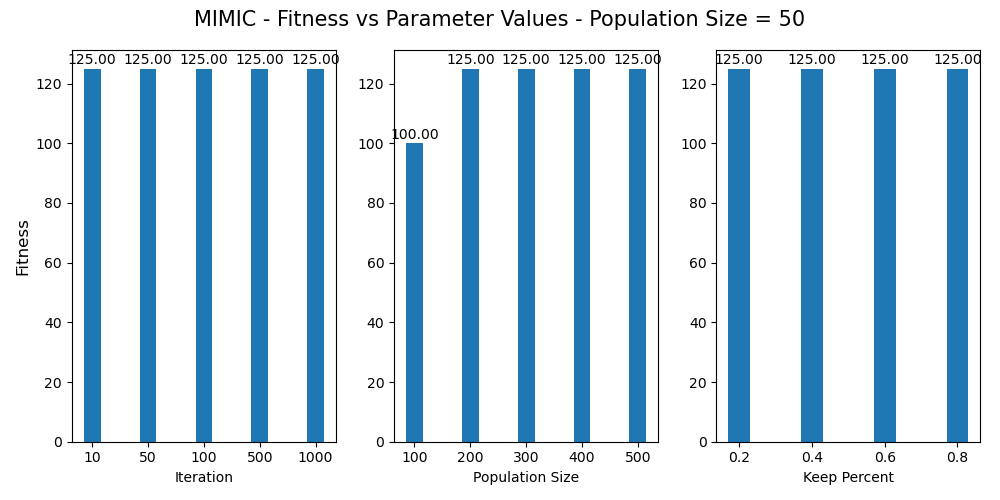 MIMIC - Fitness vs Parameter Values - Population Size = 50
Fitness
125.00 125.00 125.00 125.00 125.00
120
100
80
60
40
20
0
10 50 100 500 1000
Iteration
125.00 125.00 125.00 125.00
100.00
120
100
80
60
40
20
0
100 200 300 400 500
Population Size
125.00 125.00 125.00 125.00
120
100
80
60
40
20
0
0.2 0.4 0.6 0.8
Keep Percent